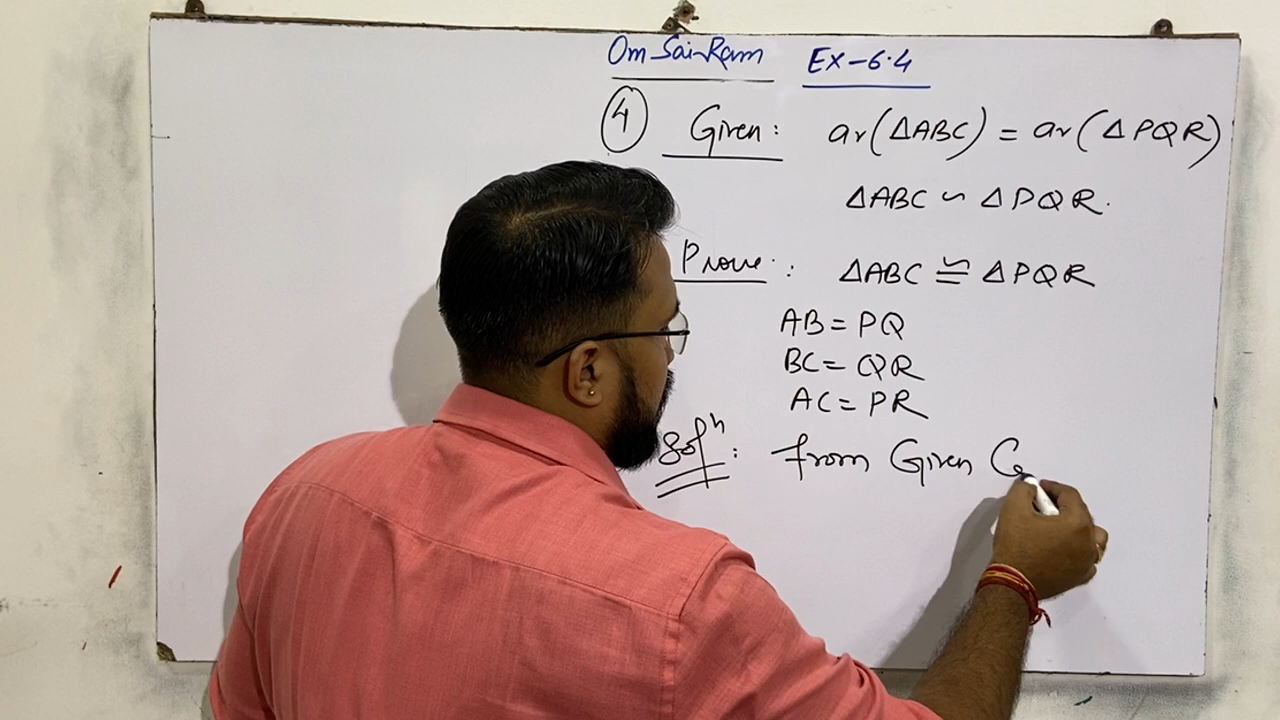 Om Sai Ram Ex-6.4
4 Given: ar(△ABC) = ar(△PQR)
△ABC ∽ △PQR.
Prove: △ABC ≅ △PQR
AB = PQ
BC = QR
AC = PR
Solⁿ: from Given